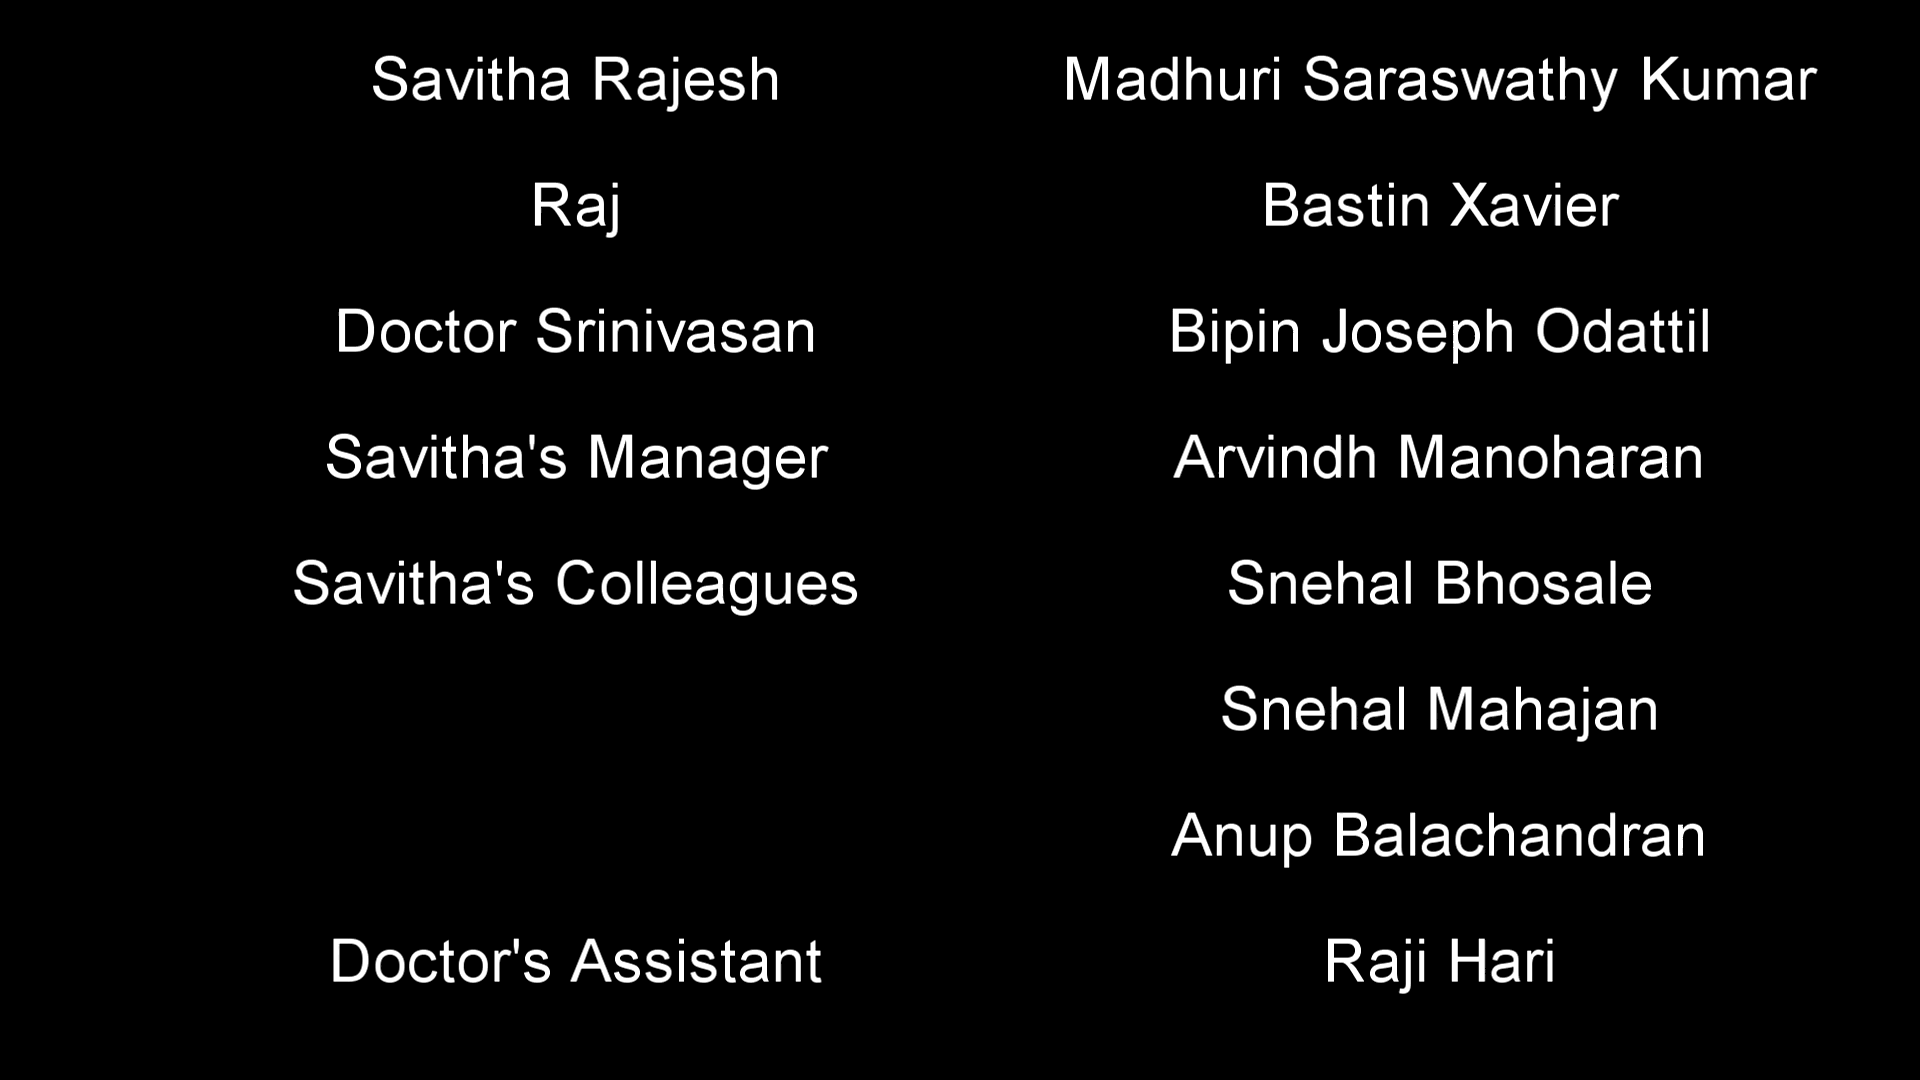 Savitha Rajesh Madhuri Saraswathy Kumar
Raj Bastin Xavier
Doctor Srinivasan Bipin Joseph Odattil
Savitha's Manager Arvindh Manoharan
Savitha's Colleagues Snehal Bhosale
Snehal Mahajan
Anup Balachandran
Doctor's Assistant Raji Hari